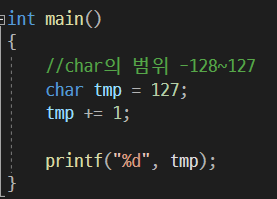 int main()
{
//char의 범위 -128~127
char tmp = 127;
tmp += 1;
printf("%d", tmp);
}